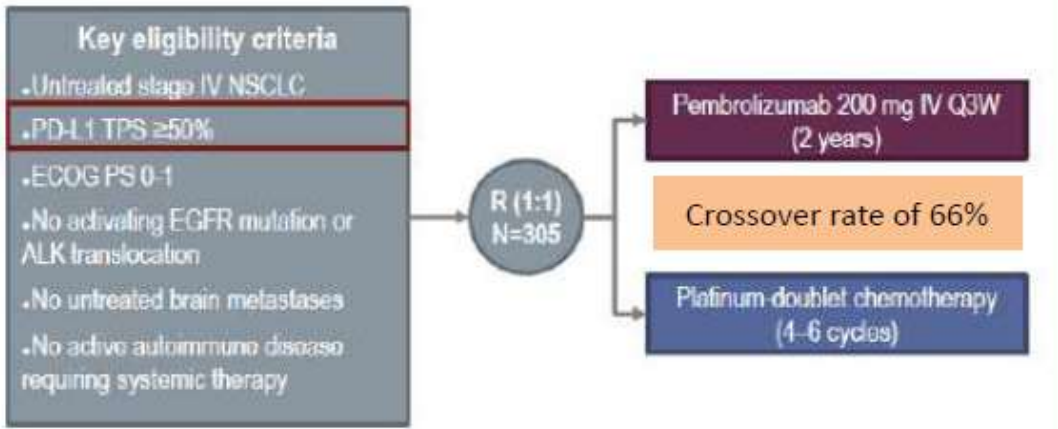 Key eligibility criteria
•Untreated stage IV NSCLC
•PD-L1 TPS ≥50%
•ECOG PS 0-1
•No activating EGFR mutation or
ALK translocation
•No untreated brain metastases
•No active autoimmune disease
requiring systemic therapy
R (1:1)
N=305
Pembrolizumab 200 mg IV Q3W
(2 years)
Crossover rate of 66%
Platinum-doublet chemotherapy
(4–6 cycles)